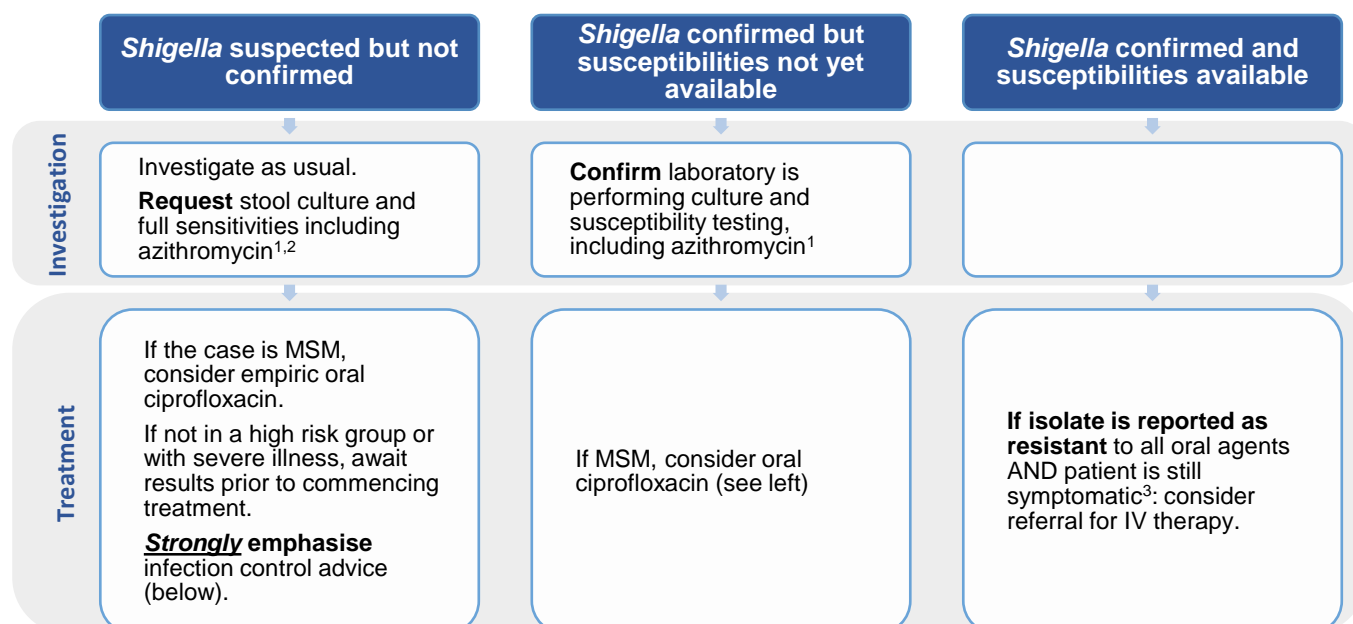 Shigella suspected but not
confirmed
Shigella confirmed but
susceptibilities not yet
available
Shigella confirmed and
susceptibilities available
Investigation
Investigate as usual.
Request stool culture and
full sensitivities including
azithromycin1,2
Confirm laboratory is
performing culture and
susceptibility testing,
including azithromycin1
Treatment
If the case is MSM,
consider empiric oral
ciprofloxacin.
If not in a high risk group or
with severe illness, await
results prior to commencing
treatment.
Strongly emphasise
infection control advice
(below).
If MSM, consider oral
ciprofloxacin (see left)
If isolate is reported as
resistant to all oral agents
AND patient is still
symptomatic3: consider
referral for IV therapy.